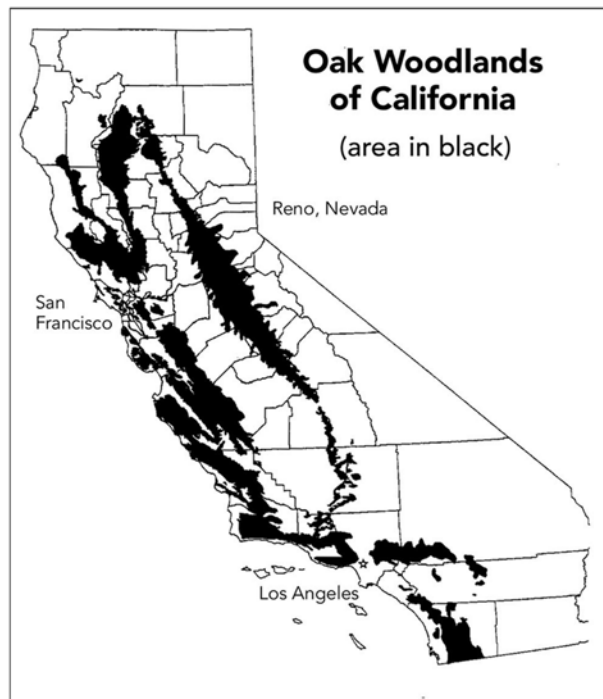 Oak Woodlands
of California
(area in black)
Reno, Nevada
San
Francisco
Los Angeles